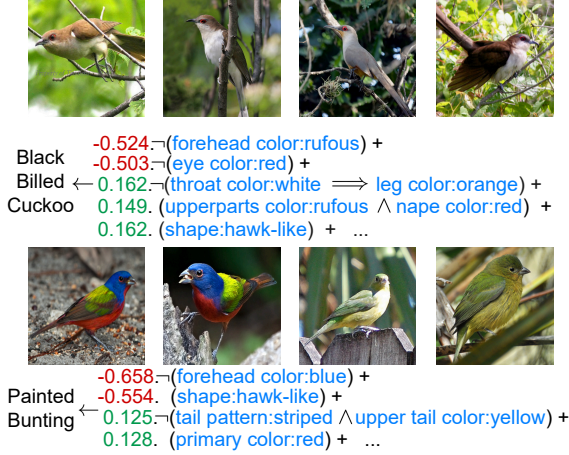 -0.524.¬(forehead color:rufous) +
Black -0.503.¬(eye color:red) +
Billed ← 0.162.¬(throat color:white ⟹ leg color:orange) +
Cuckoo 0.149. (upperparts color:rufous ∧ nape color:red) +
0.162. (shape:hawk-like) + ...
-0.658.¬(forehead color:blue) +
Painted -0.554. (shape:hawk-like) +
Bunting ← 0.125.¬(tail pattern:striped ∧ upper tail color:yellow) +
0.128. (primary color:red) + ...